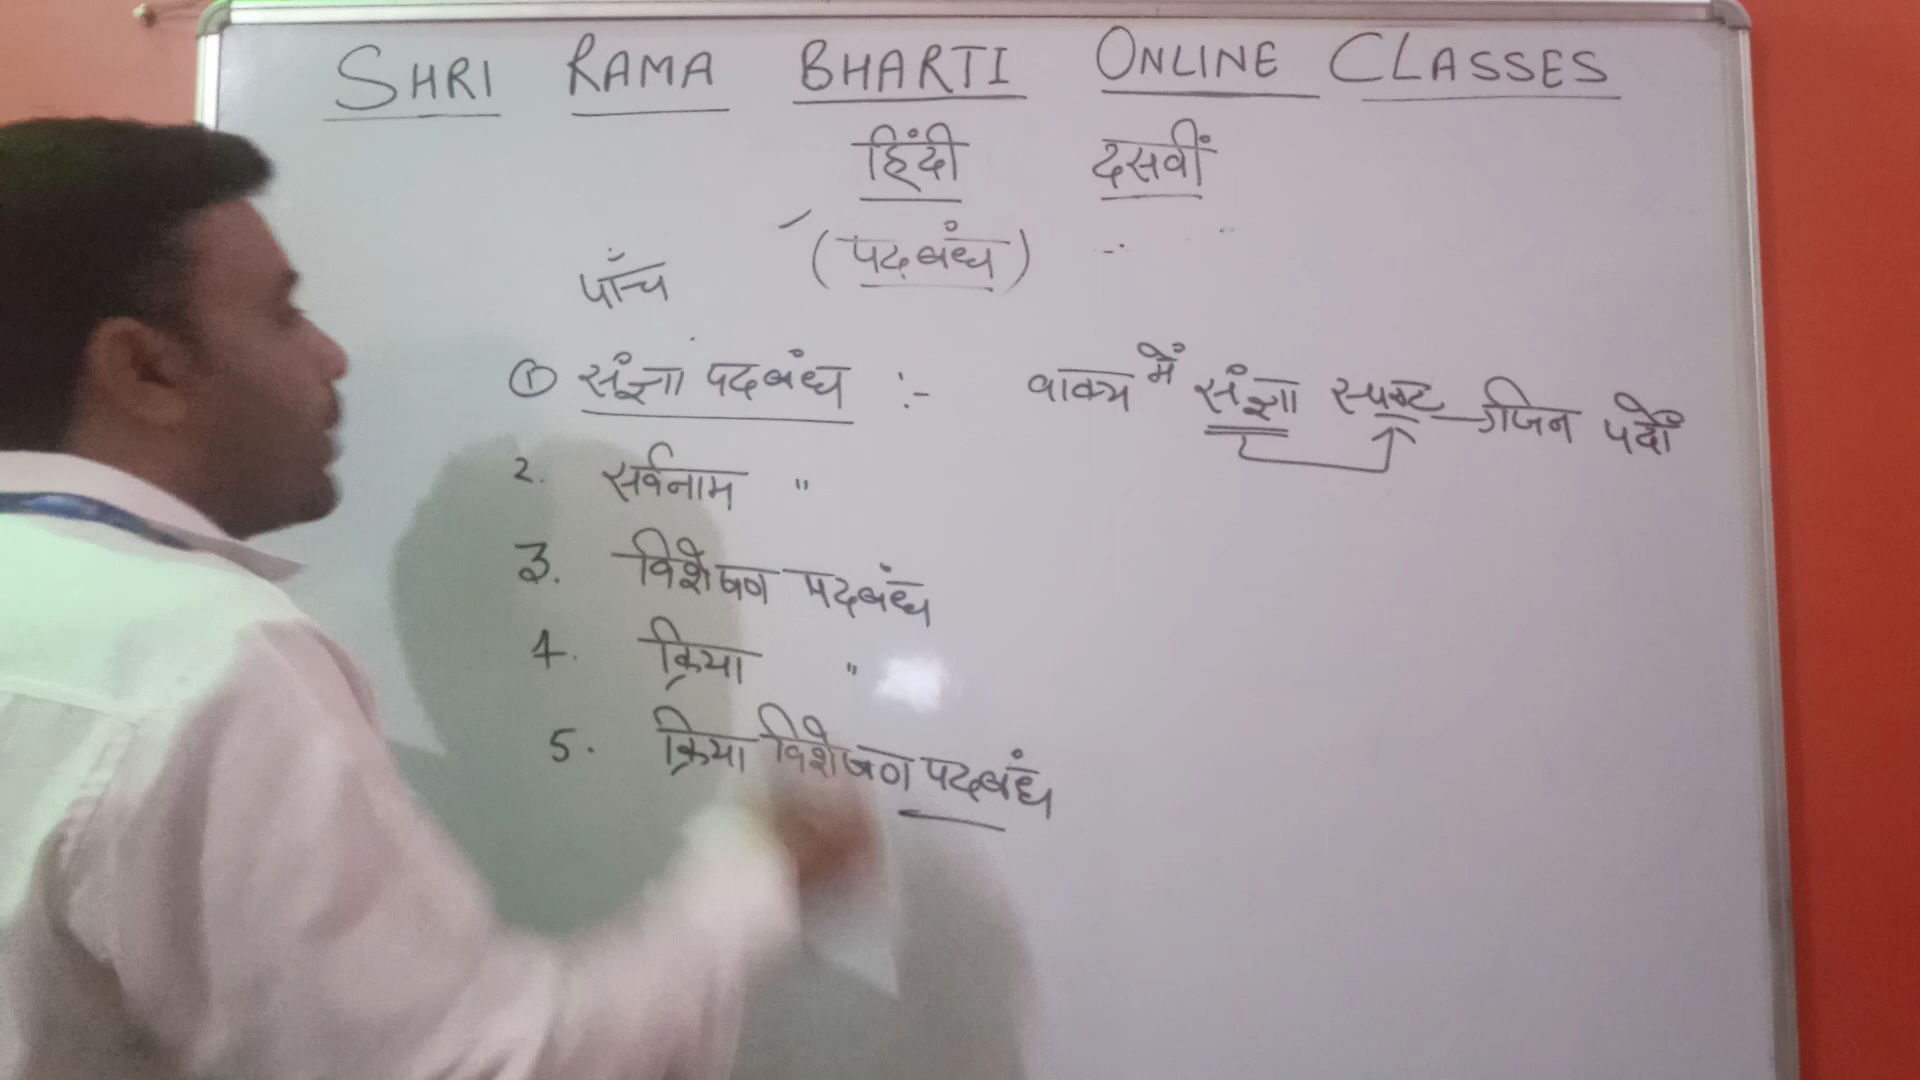 SHRI RAMA BHARTI ONLINE CLASSES
हिंदी दसवीं
(पदबंध)
पाँच
① संज्ञा पदबंध :- वाक्य में संज्ञा स्पष्ट जिन पदों
2. सर्वनाम "
3. विशेषण पदबंध
4. क्रिया "
5. क्रिया विशेषण पदबंध